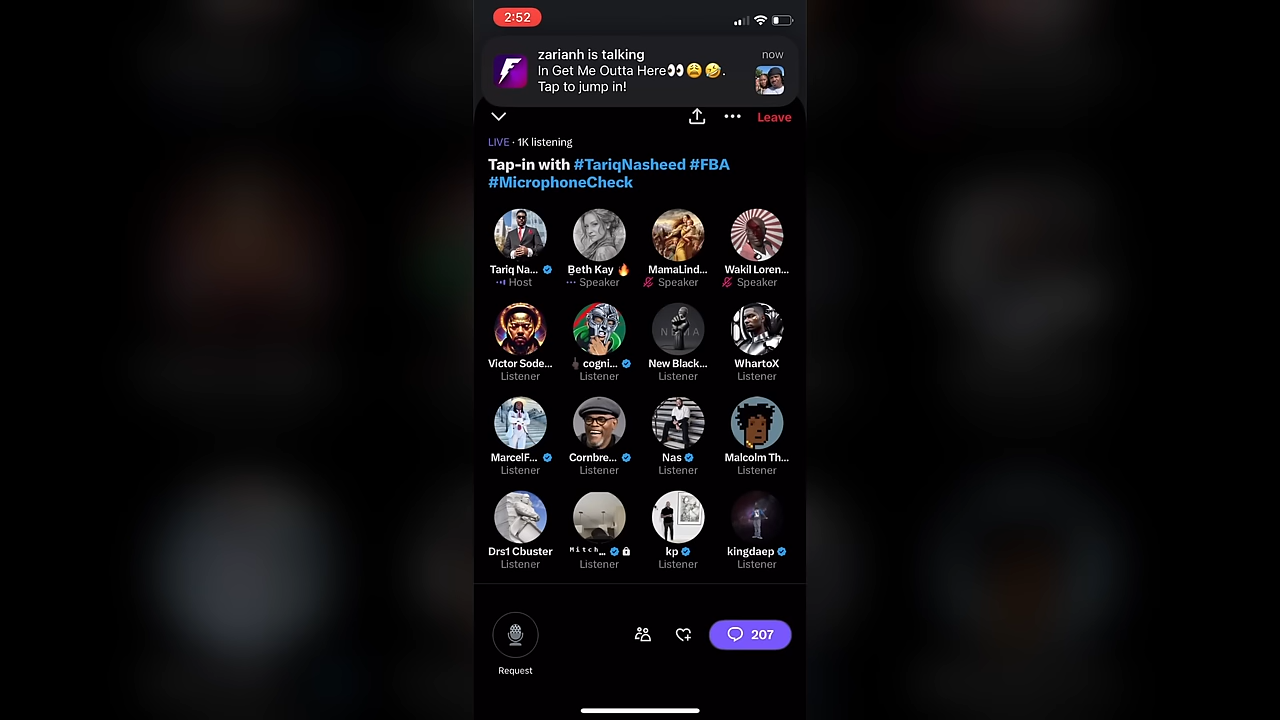 2:52
zarianh is talking
now
In Get Me Outta Here👀😩🤣.
Tap to jump in!
Leave
LIVE · 1K listening
Tap-in with #TariqNasheed #FBA
#MicrophoneCheck
Tariq Na... Beth Kay 🔥 MamaLind... Wakil Loren...
Host Speaker Speaker Speaker
Victor Sode... cogni... New Black... WhartoX
Listener Listener Listener Listener
MarcelF... Cornbre... Nas Malcolm Th...
Listener Listener Listener Listener
Drs1 Cbuster Mitch... kp kingdaep
Listener Listener Listener Listener
207
Request